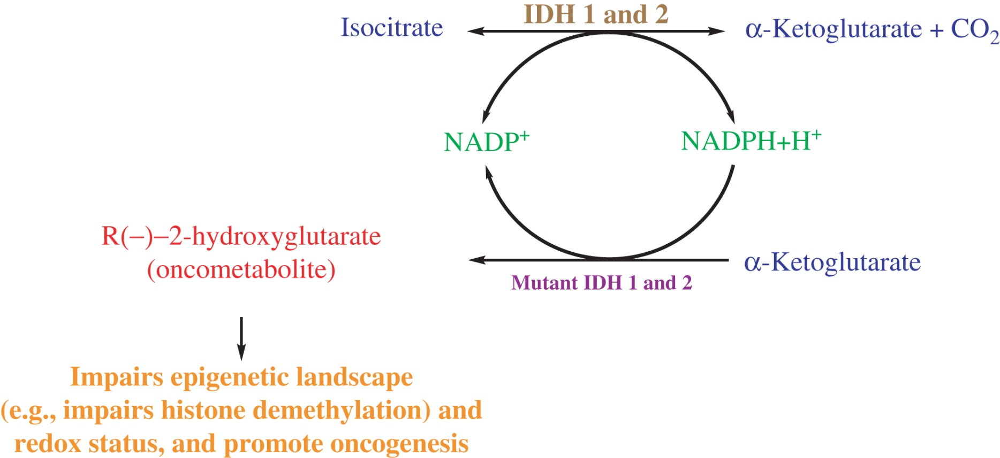 IDH 1 and 2
Isocitrate
α-Ketoglutarate + CO₂
NADP⁺
NADPH+H⁺
R(−)−2-hydroxyglutarate
(oncometabolite)
α-Ketoglutarate
Mutant IDH 1 and 2
Impairs epigenetic landscape
(e.g., impairs histone demethylation) and
redox status, and promote oncogenesis